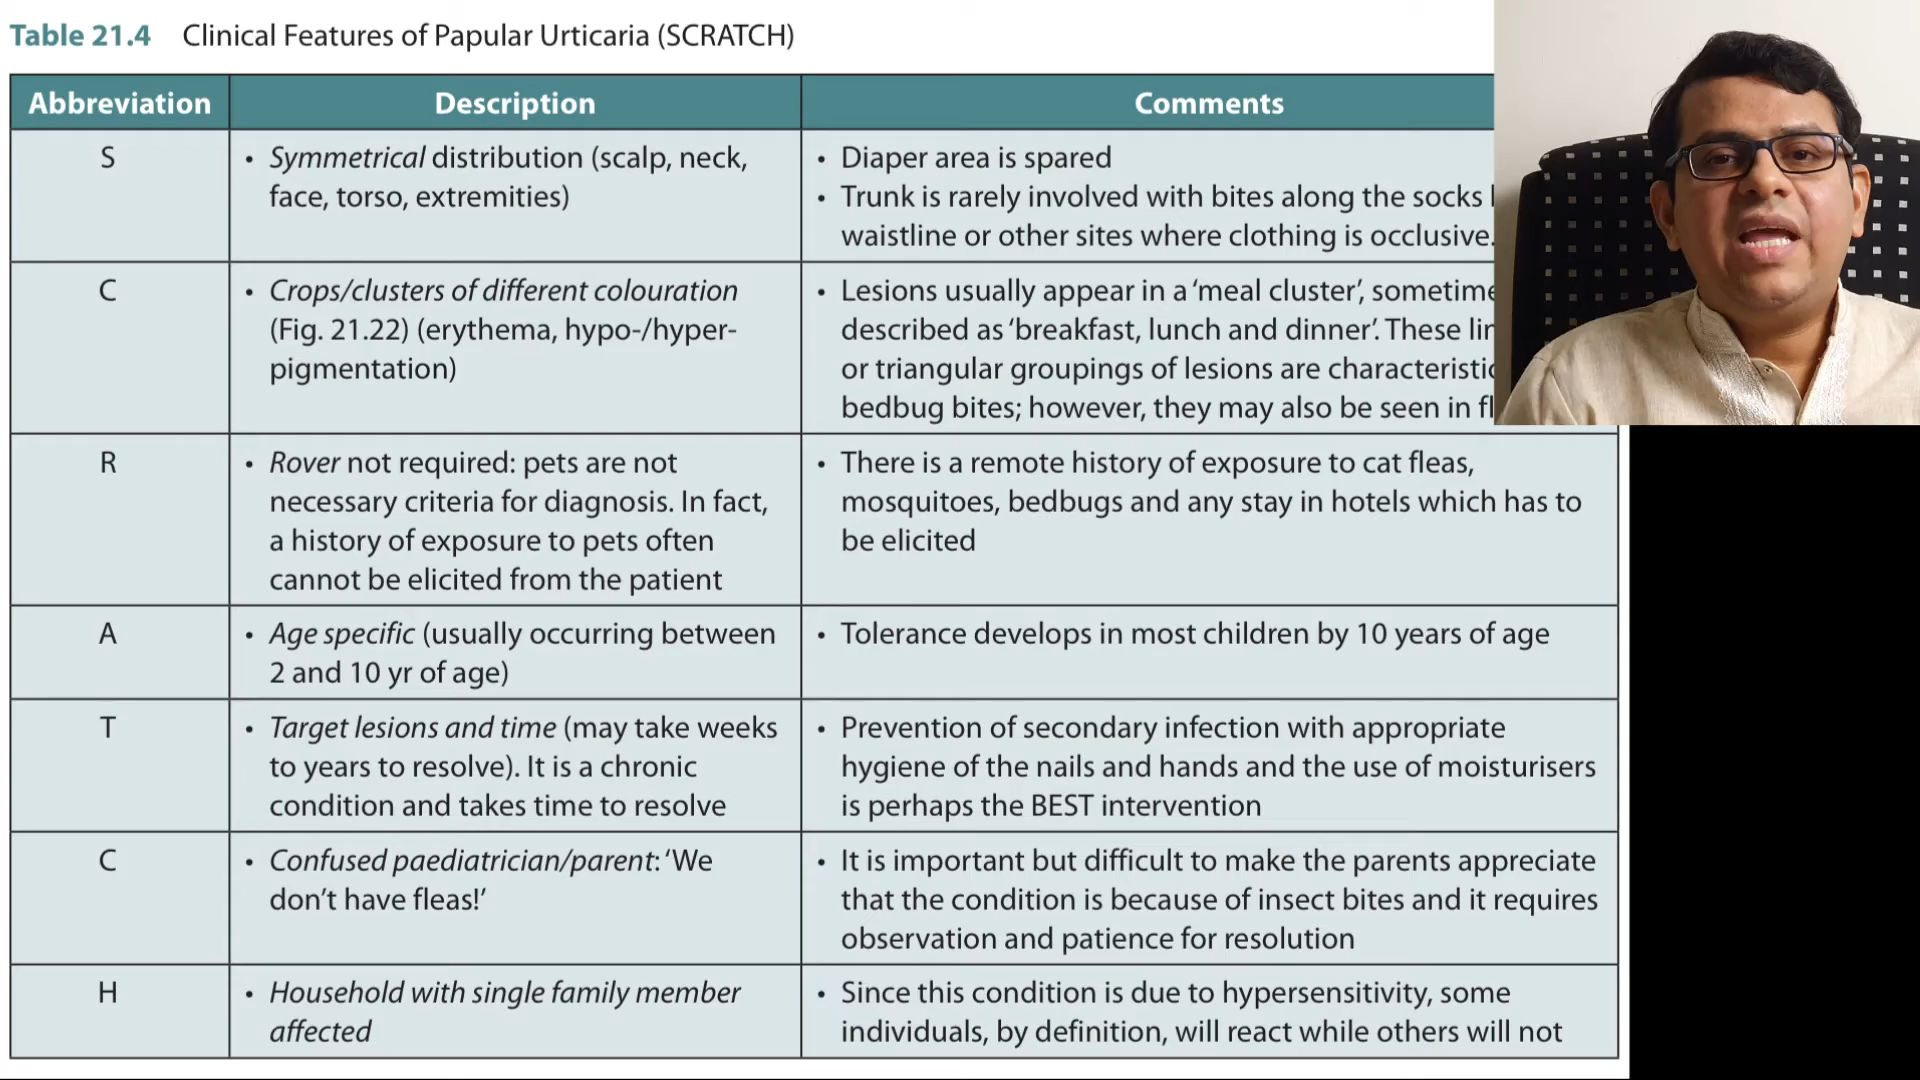 Table 21.4 Clinical Features of Papular Urticaria (SCRATCH)
Abbreviation Description Comments
S
• Symmetrical distribution (scalp, neck,
face, torso, extremities)
• Diaper area is spared
• Trunk is rarely involved with bites along the socks
waistline or other sites where clothing is occlusive.
C
• Crops/clusters of different colouration
(Fig. 21.22) (erythema, hypo-/hyper-
pigmentation)
• Lesions usually appear in a ‘meal cluster’,
described as ‘breakfast, lunch and dinner’. These
or triangular groupings of lesions are
bedbug bites; however, they may also be seen in
R
• Rover not required: pets are not
necessary criteria for diagnosis. In fact,
a history of exposure to pets often
cannot be elicited from the patient
• There is a remote history of exposure to cat fleas,
mosquitoes, bedbugs and any stay in hotels which has to
be elicited
A
• Age specific (usually occurring between
2 and 10 yr of age)
• Tolerance develops in most children by 10 years of age
T
• Target lesions and time (may take weeks
to years to resolve). It is a chronic
condition and takes time to resolve
• Prevention of secondary infection with appropriate
hygiene of the nails and hands and the use of moisturisers
is perhaps the BEST intervention
C
• Confused paediatrician/parent: ‘We
don’t have fleas!’
• It is important but difficult to make the parents appreciate
that the condition is because of insect bites and it requires
observation and patience for resolution
H
• Household with single family member
affected
• Since this condition is due to hypersensitivity, some
individuals, by definition, will react while others will not